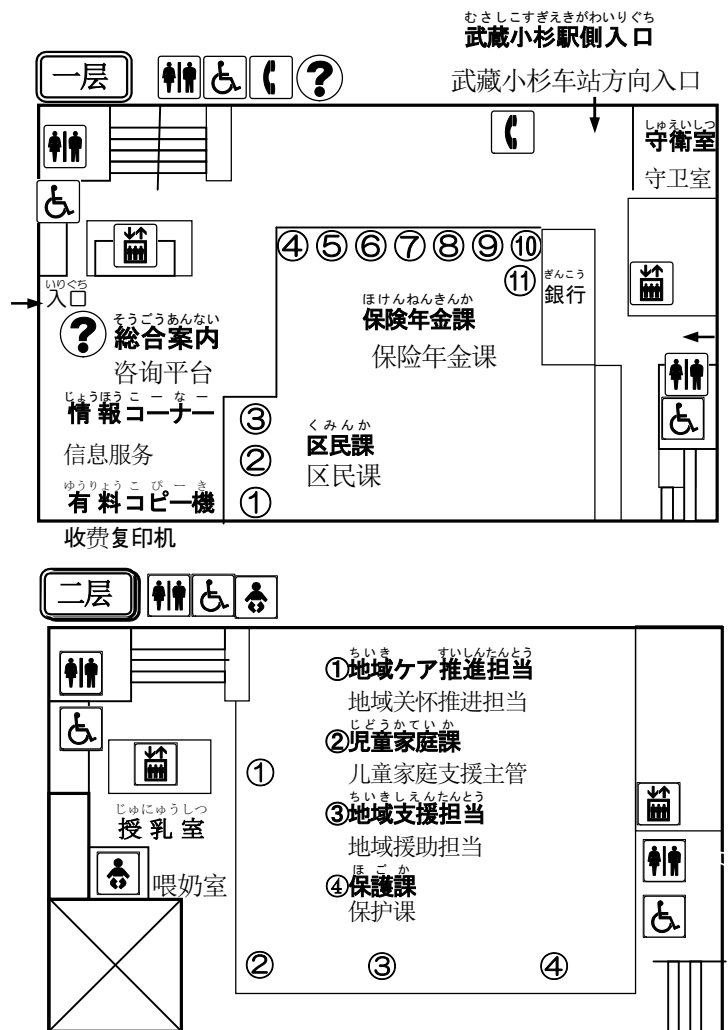 むさしこすぎえきがわいりぐち
武蔵小杉駅側入口
武藏小杉车站方向入口
一层
?
しゅえいしつ
守衛室
守卫室
④⑤⑥⑦⑧⑨⑩
⑪
ぎんこう
銀行
いりぐち
入口
?
そうごうあんない
総合案内
咨询平台
ほけんねんきんか
保険年金課
保险年金课
じょうほうこーなー
情報コーナー
信息服务
③
②
①
くみんか
区民課
区民课
ゆうりょうこぴーき
有料コピー機
收费复印机
二层
ちいき すいしんたんとう
①地域ケア推進担当
地域关怀推进担当
じどうかていか
②児童家庭課
儿童家庭支援主管
ちいきしえんたんとう
③地域支援担当
地域援助担当
ほごか
④保護課
保护课
①
じゅにゅうしつ
授乳室
喂奶室
② ③ ④